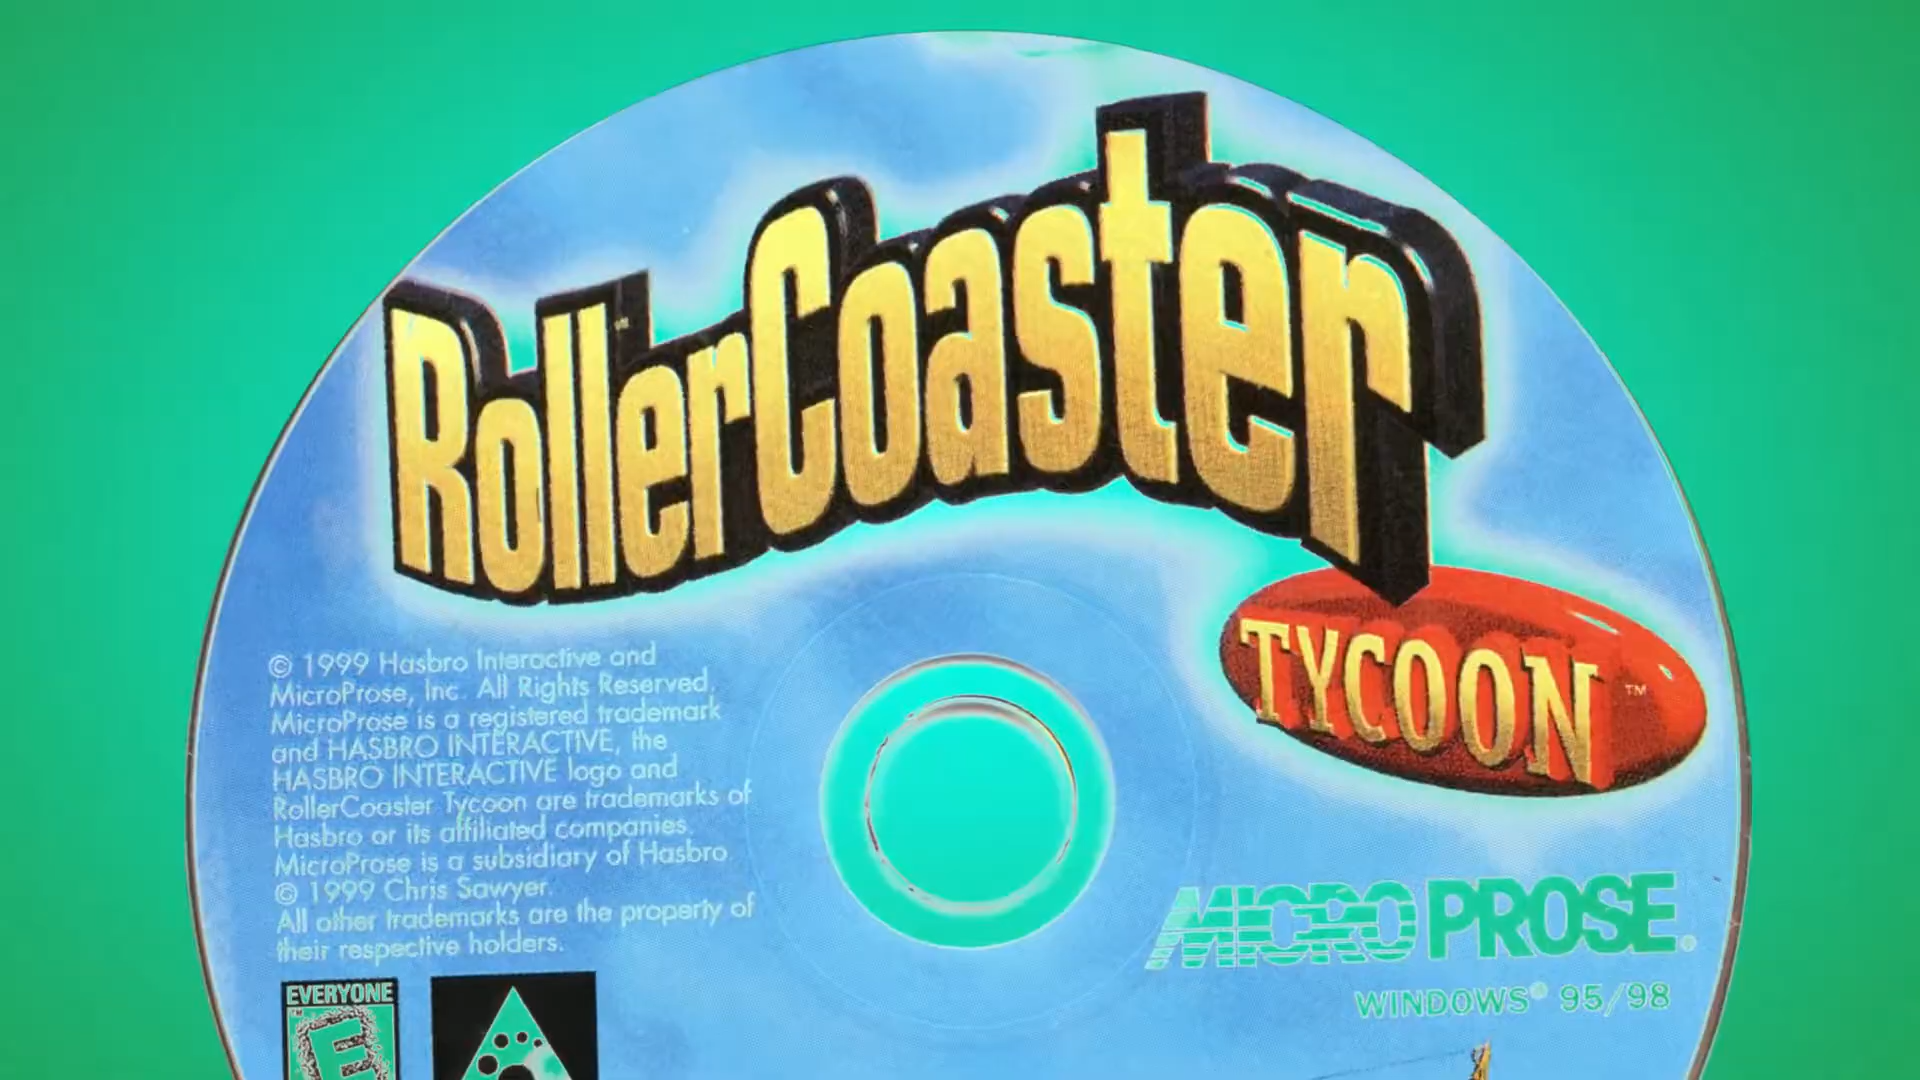 RollerCoaster
TYCOON™
© 1999 Hasbro Interactive and
MicroProse, Inc. All Rights Reserved.
MicroProse is a registered trademark
and HASBRO INTERACTIVE, the
HASBRO INTERACTIVE logo and
RollerCoaster Tycoon are trademarks of
Hasbro or its affiliated companies.
MicroProse is a subsidiary of Hasbro.
© 1999 Chris Sawyer.
All other trademarks are the property of
their respective holders.
MICROPROSE®
WINDOWS® 95/98
EVERYONE
E